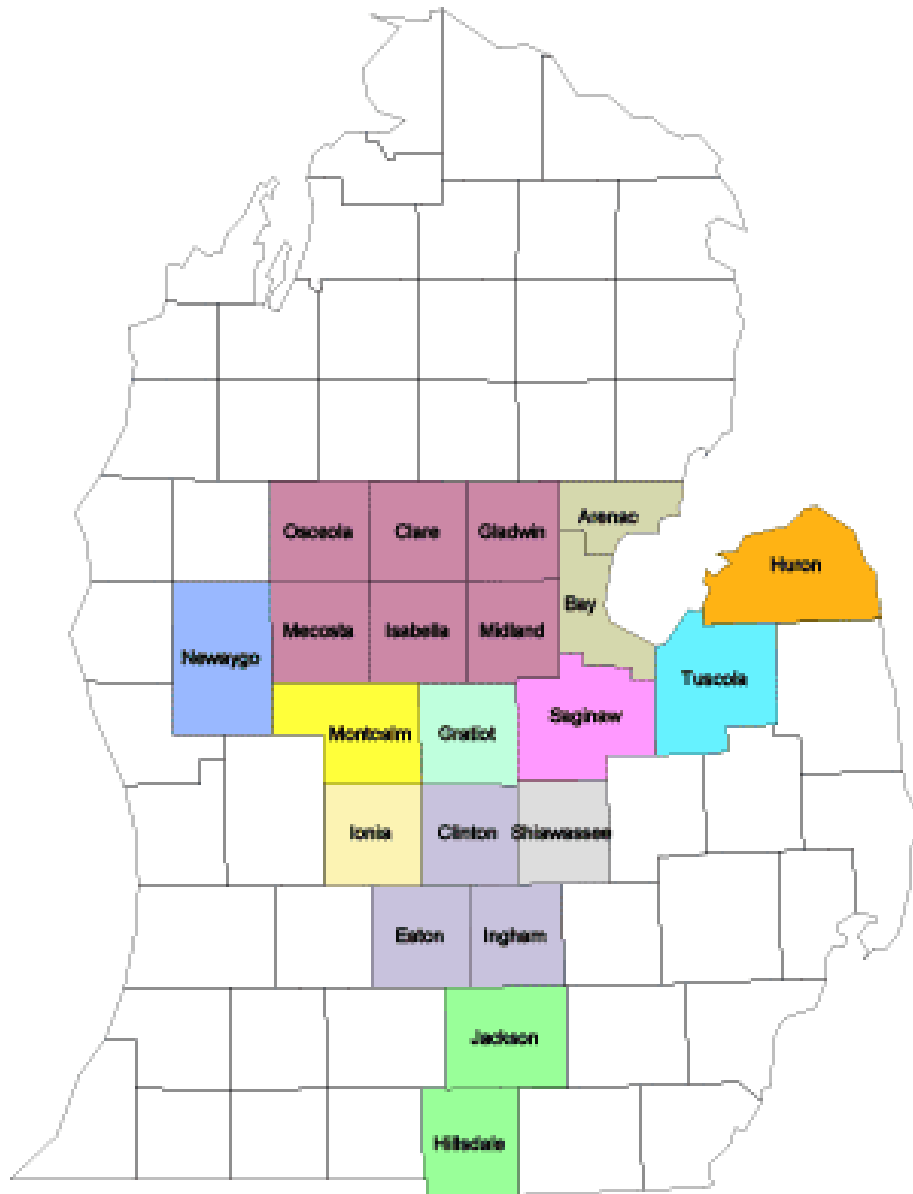 Osceola
Clare
Gladwin
Arenac
Huron
Mecosta
Isabella
Midland
Bay
Newaygo
Tuscola
Montcalm
Gratiot
Saginaw
Ionia
Clinton
Shiawassee
Eaton
Ingham
Jackson
Hillsdale